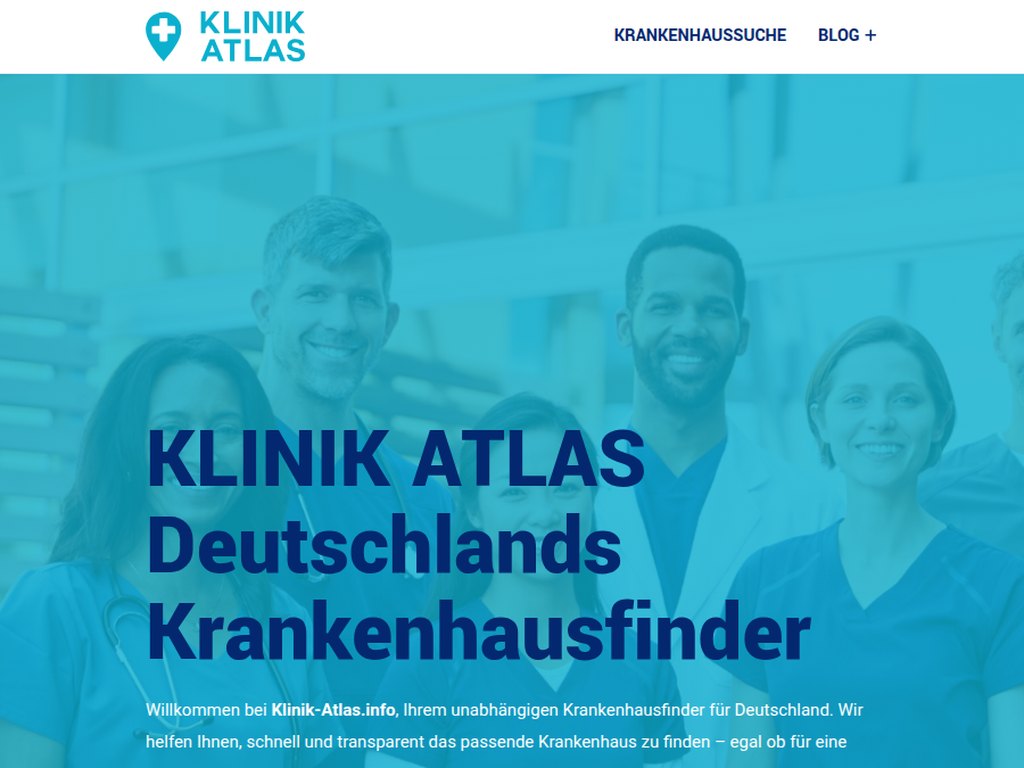 KLINIK
ATLAS
KRANKENHAUSSUCHE BLOG +
KLINIK ATLAS
Deutschlands
Krankenhausfinder
Willkommen bei Klinik-Atlas.info, Ihrem unabhängigen Krankenhausfinder für Deutschland. Wir
helfen Ihnen, schnell und transparent das passende Krankenhaus zu finden – egal ob für eine